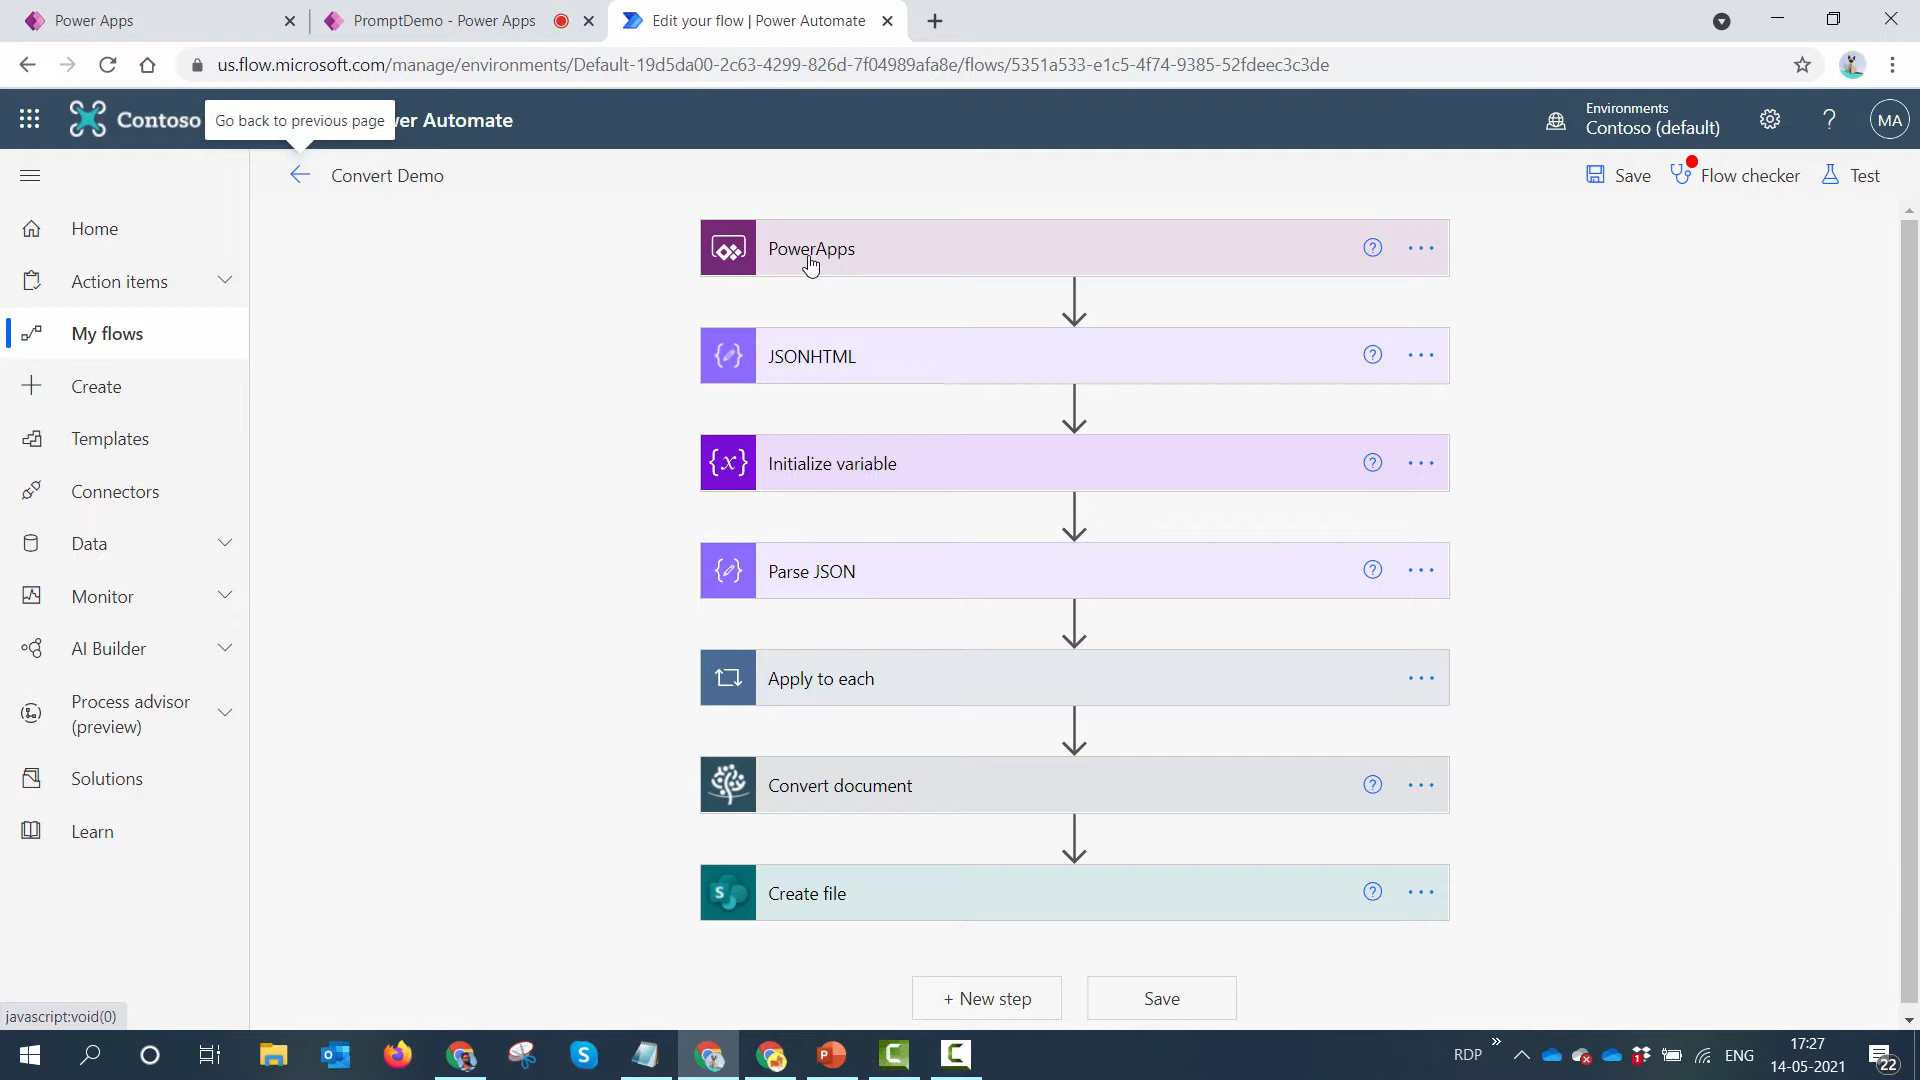 Power Apps
PromptDemo - Power Apps
Edit your flow | Power Automate
us.flow.microsoft.com/manage/environments/Default-19d5da00-2c63-4299-826d-7f04989afa8e/flows/5351a533-e1c5-4f74-9385-52fdeec3c3de
Contoso
Go back to previous page
wer Automate
Environments
Contoso (default)
MA
Convert Demo
Save
Flow checker
Test
Home
Action items
My flows
Create
Templates
Connectors
Data
Monitor
AI Builder
Process advisor
(preview)
Solutions
Learn
PowerApps
JSONHTML
{x}
Initialize variable
Parse JSON
Apply to each
Convert document
S
Create file
+ New step
Save
javascript:void(0)
RDP
ENG
17:27
14-05-2021
22